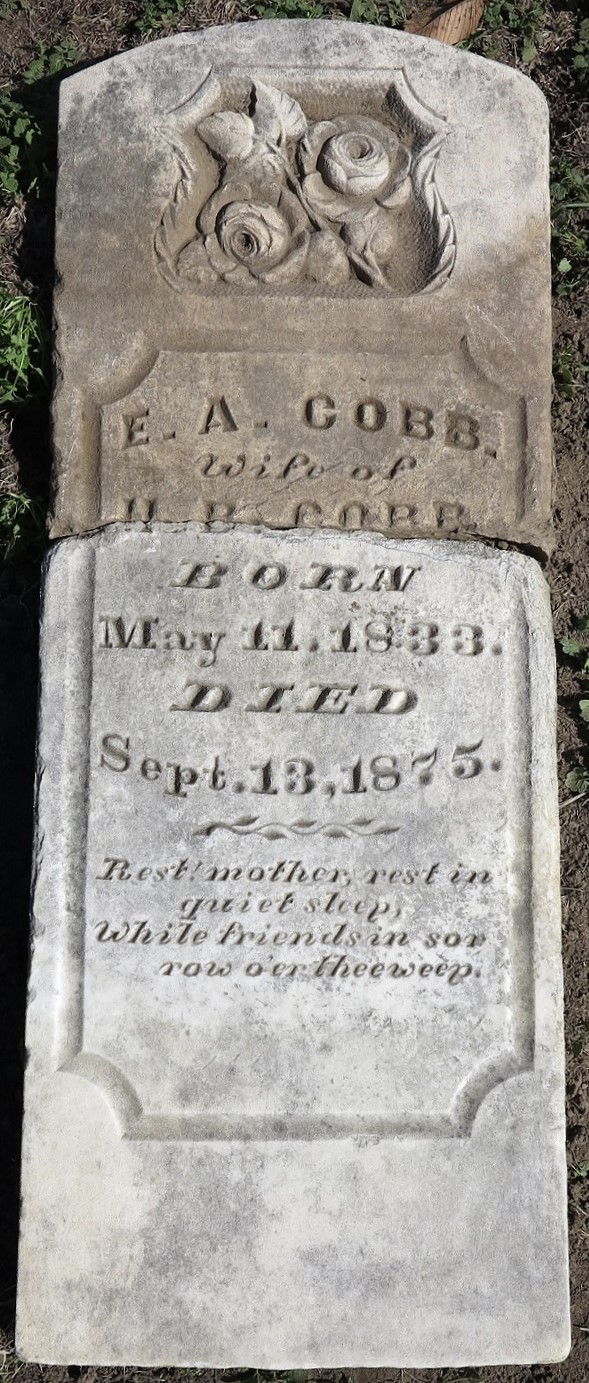 E. A. COBB.
Wife of
H. B. COBB.
BORN
May 11. 1833.
DIED
Sept. 13, 1875.
Rest! mother, rest in
quiet sleep,
While friends in sor
row o'er thee weep.